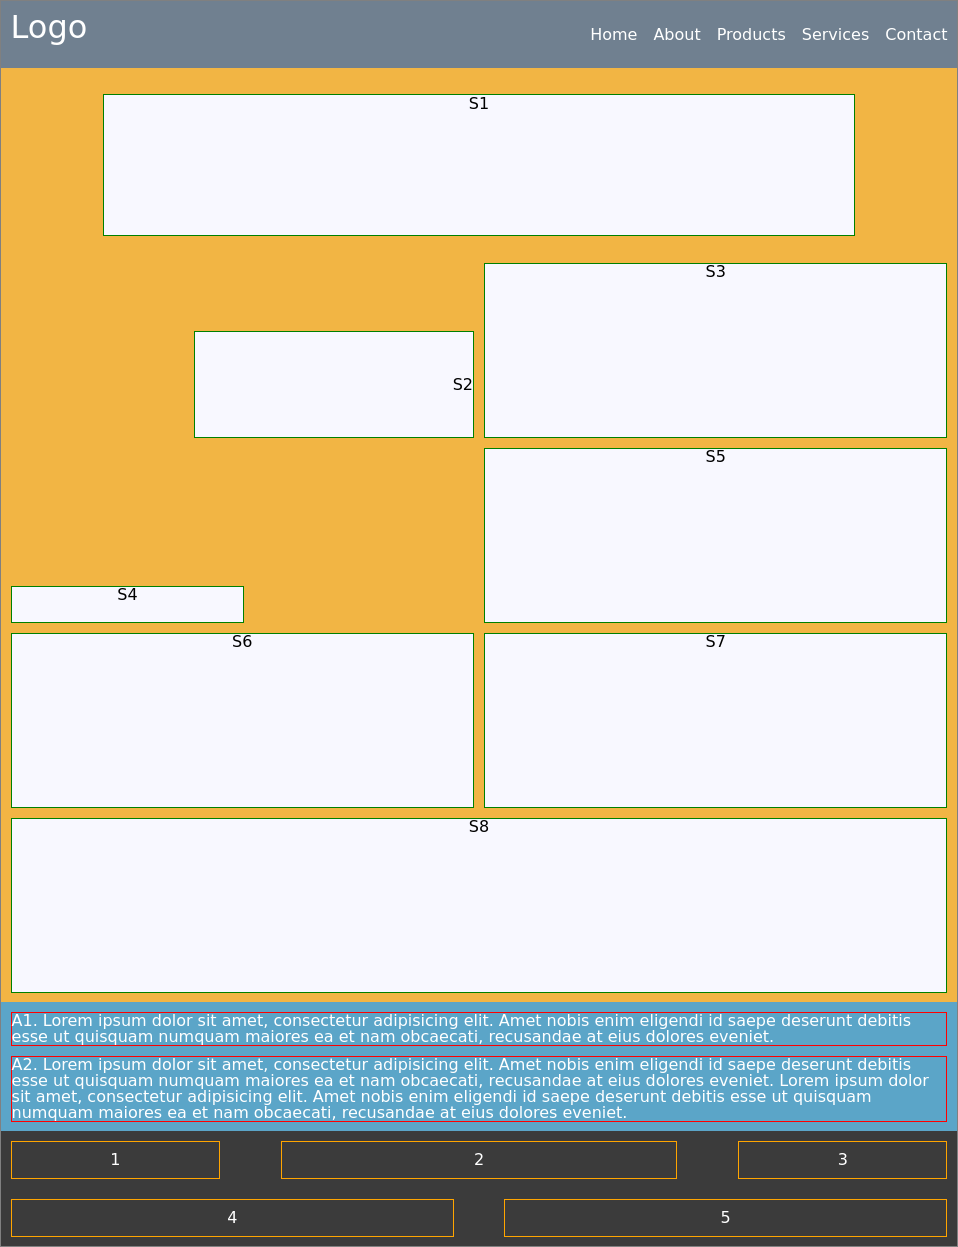 Logo
Home About Products Services Contact
S1
S3
S2
S5
S4
S6 S7
S8
A1. Lorem ipsum dolor sit amet, consectetur adipisicing elit. Amet nobis enim eligendi id saepe deserunt debitis
esse ut quisquam numquam maiores ea et nam obcaecati, recusandae at eius dolores eveniet.
A2. Lorem ipsum dolor sit amet, consectetur adipisicing elit. Amet nobis enim eligendi id saepe deserunt debitis
esse ut quisquam numquam maiores ea et nam obcaecati, recusandae at eius dolores eveniet. Lorem ipsum dolor
sit amet, consectetur adipisicing elit. Amet nobis enim eligendi id saepe deserunt debitis esse ut quisquam
numquam maiores ea et nam obcaecati, recusandae at eius dolores eveniet.
1 2 3
4 5